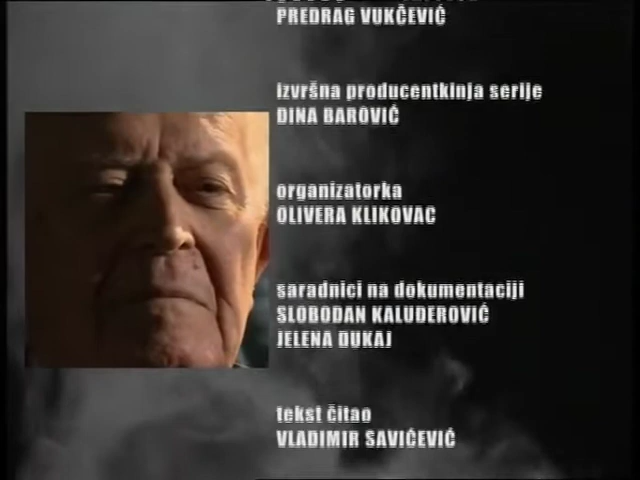 PREDRAG VUKČEVIĆ
izvršna producentkinja serije
DINA BAROVIĆ
organizatorka
OLIVERA KLIKOVAC
saradnici na dokumentaciji
SLOBODAN KALUĐEROVIĆ
JELENA DUKAJ
tekst čitao
VLADIMIR SAVIĆEVIĆ